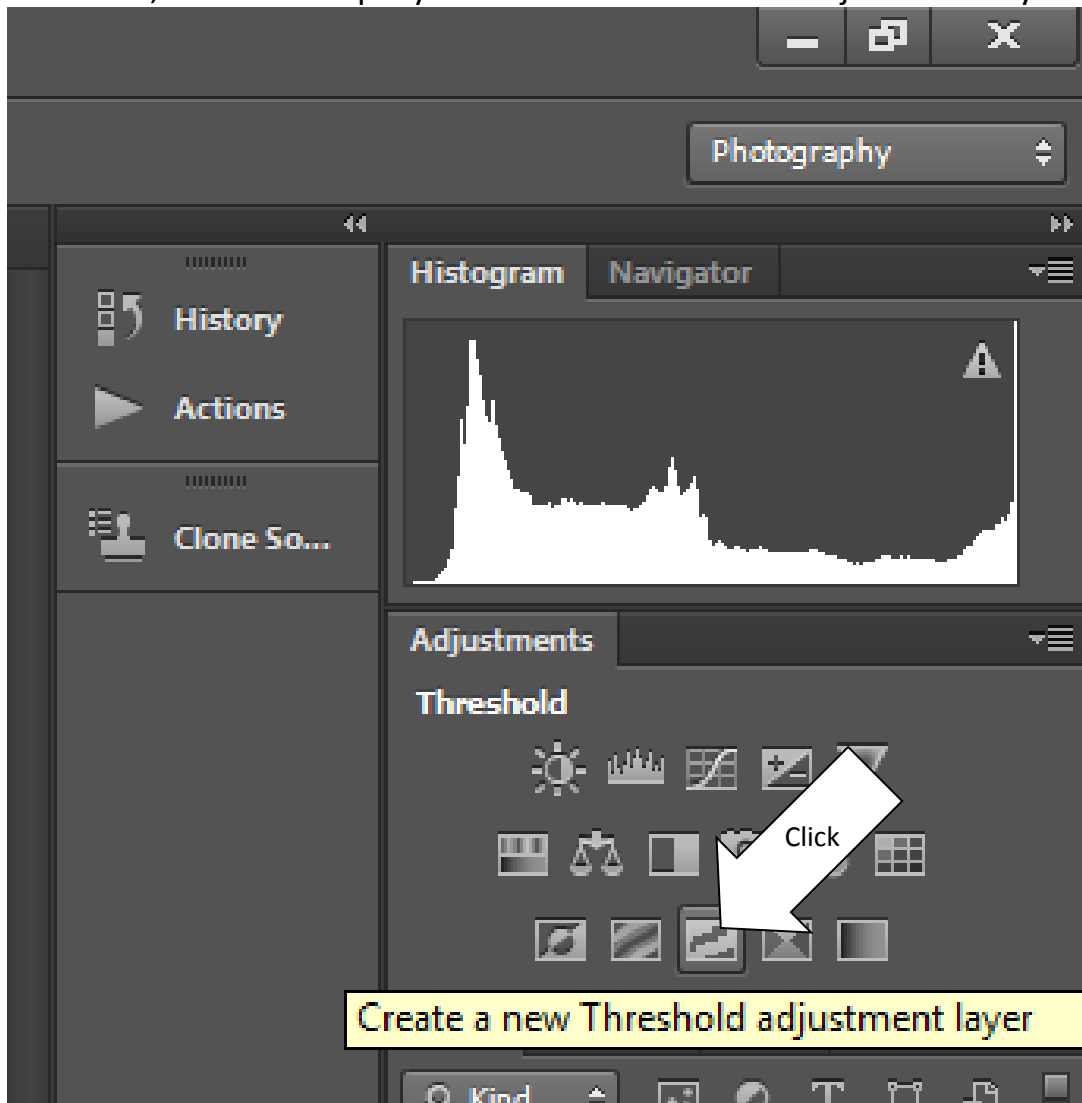 Photography
Histogram Navigator
History
Actions
Clone So...
Adjustments
Threshold
Click
Create a new Threshold adjustment layer
Kind